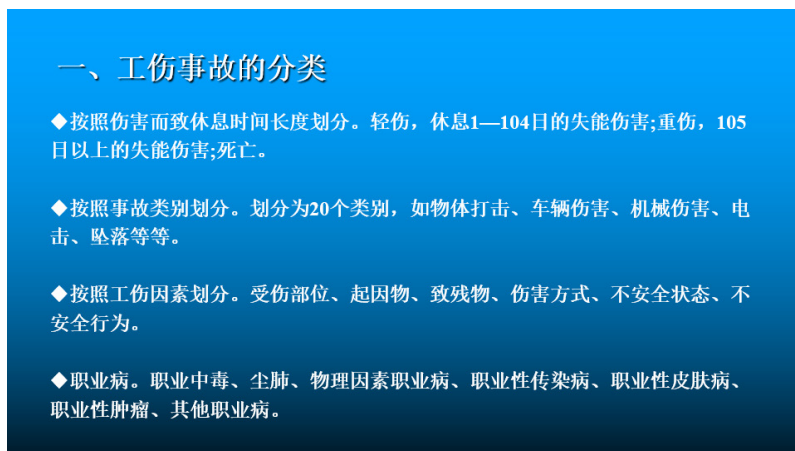 一、工伤事故的分类
◆按照伤害而致休息时间长度划分。轻伤，休息1—104日的失能伤害;重伤，105
日以上的失能伤害;死亡。
◆按照事故类别划分。划分为20个类别，如物体打击、车辆伤害、机械伤害、电
击、坠落等等。
◆按照工伤因素划分。受伤部位、起因物、致残物、伤害方式、不安全状态、不
安全行为。
◆职业病。职业中毒、尘肺、物理因素职业病、职业性传染病、职业性皮肤病、
职业性肿瘤、其他职业病。